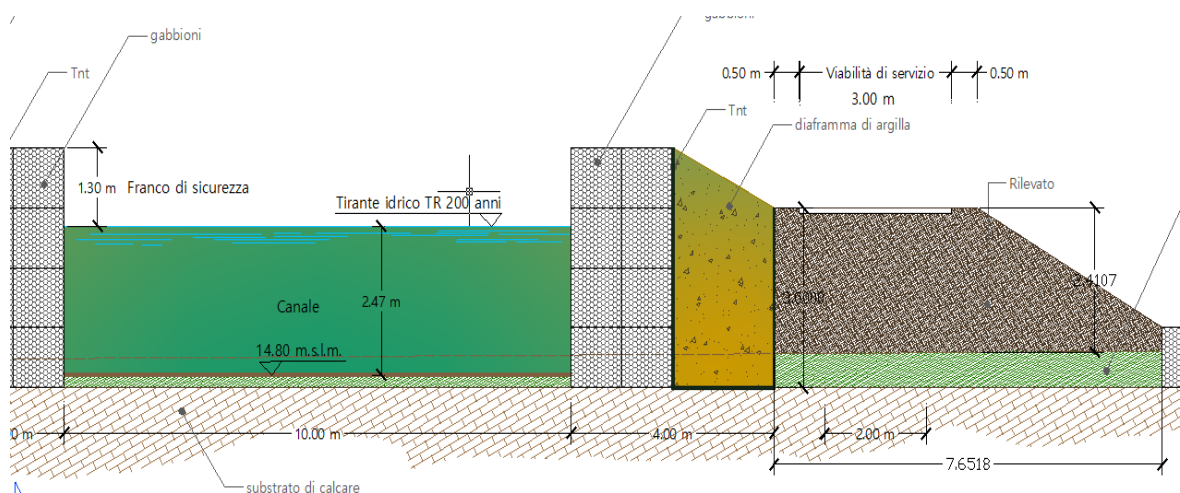 gabbioni
gabbioni
Tnt
0.50 m
Viabilità di servizio
0.50 m
3.00 m
Tnt
diaframma di argilla
1.30 m
Franco di sicurezza
Tirante idrico TR 200 anni
Rilevato
2.4107
2.47 m
Canale
14.80 m.s.l.m.
10.00 m
4.00 m
2.00 m
7.6518
substrato di calcare